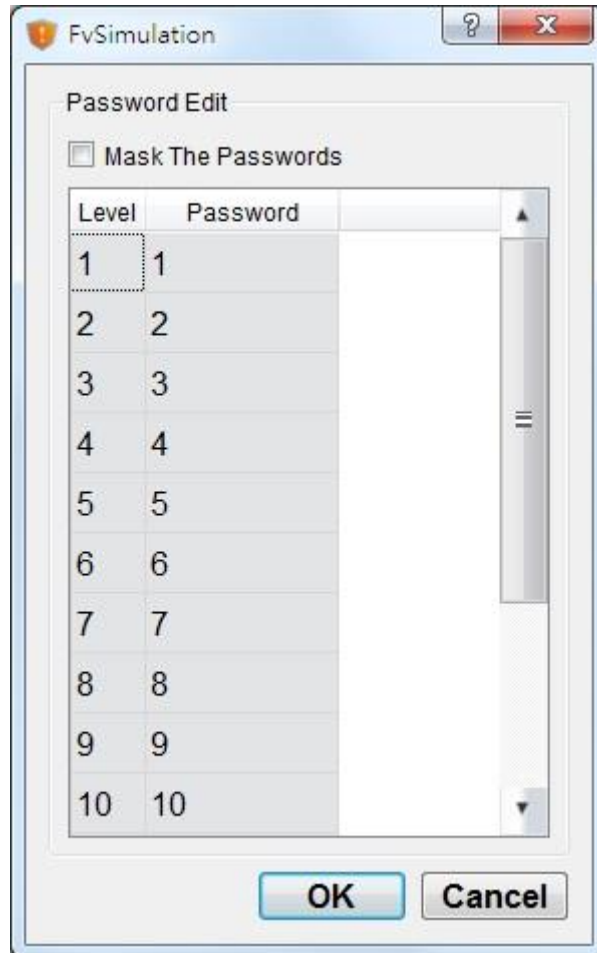 FvSimulation
Password Edit
Mask The Passwords
Level Password
1 1
2 2
3 3
4 4
5 5
6 6
7 7
8 8
9 9
10 10
OK Cancel